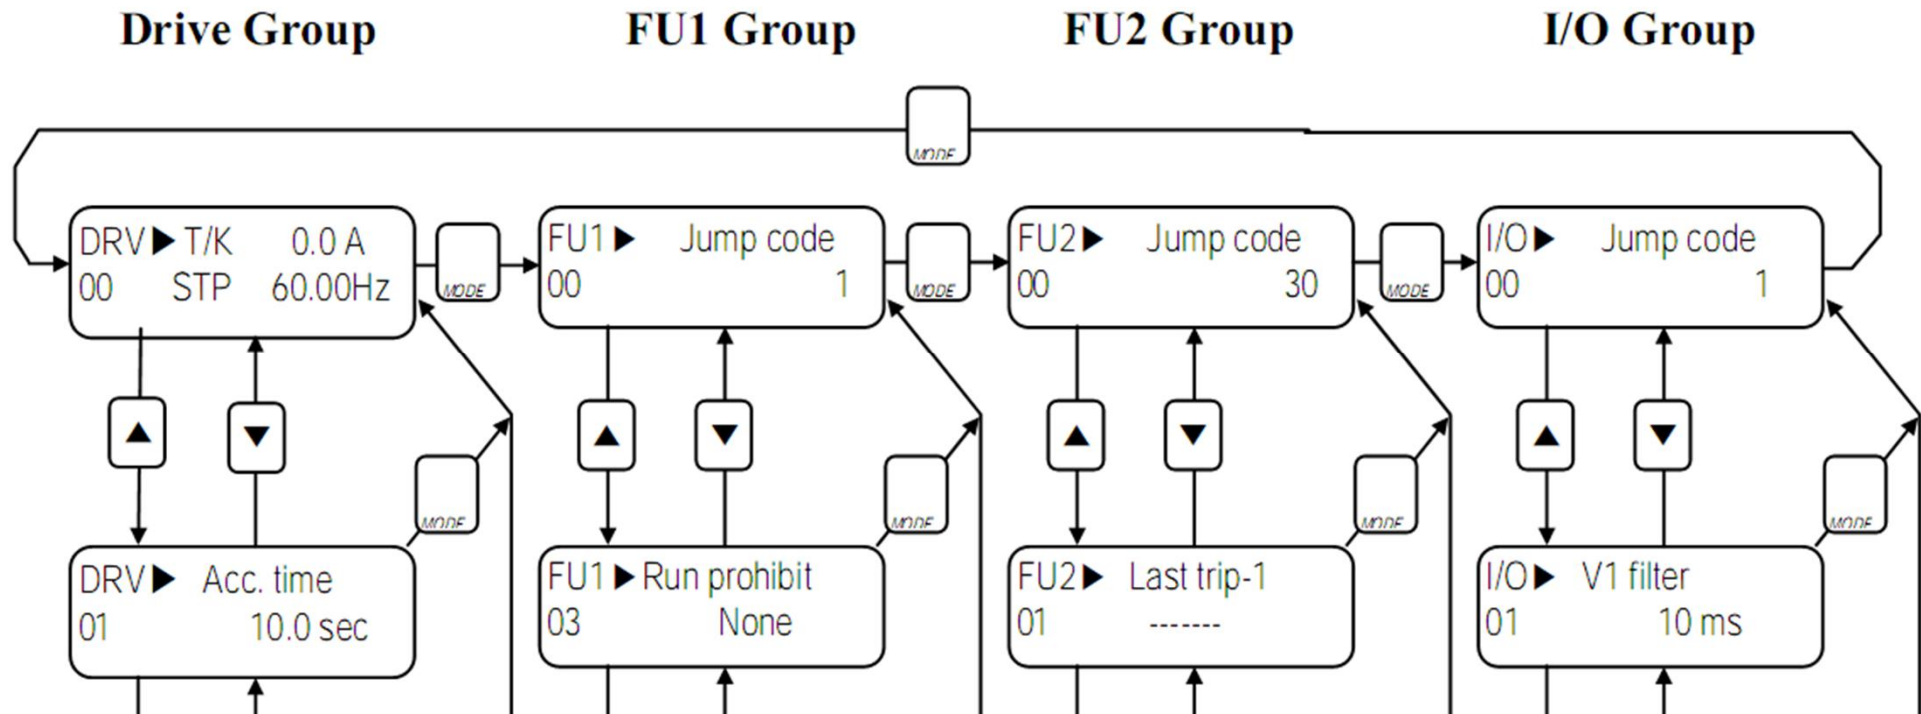 Drive Group FU1 Group FU2 Group I/O Group
MODE
DRV▶ T/K 0.0 A
00 STP 60.00Hz
MODE
FU1▶ Jump code
00 1
MODE
FU2▶ Jump code
00 30
MODE
I/O▶ Jump code
00 1
▲ ▼ ▲ ▼ ▲ ▼ ▲ ▼
MODE MODE MODE MODE
DRV▶ Acc. time
01 10.0 sec
FU1▶ Run prohibit
03 None
FU2▶ Last trip-1
01 -------
I/O▶ V1 filter
01 10 ms